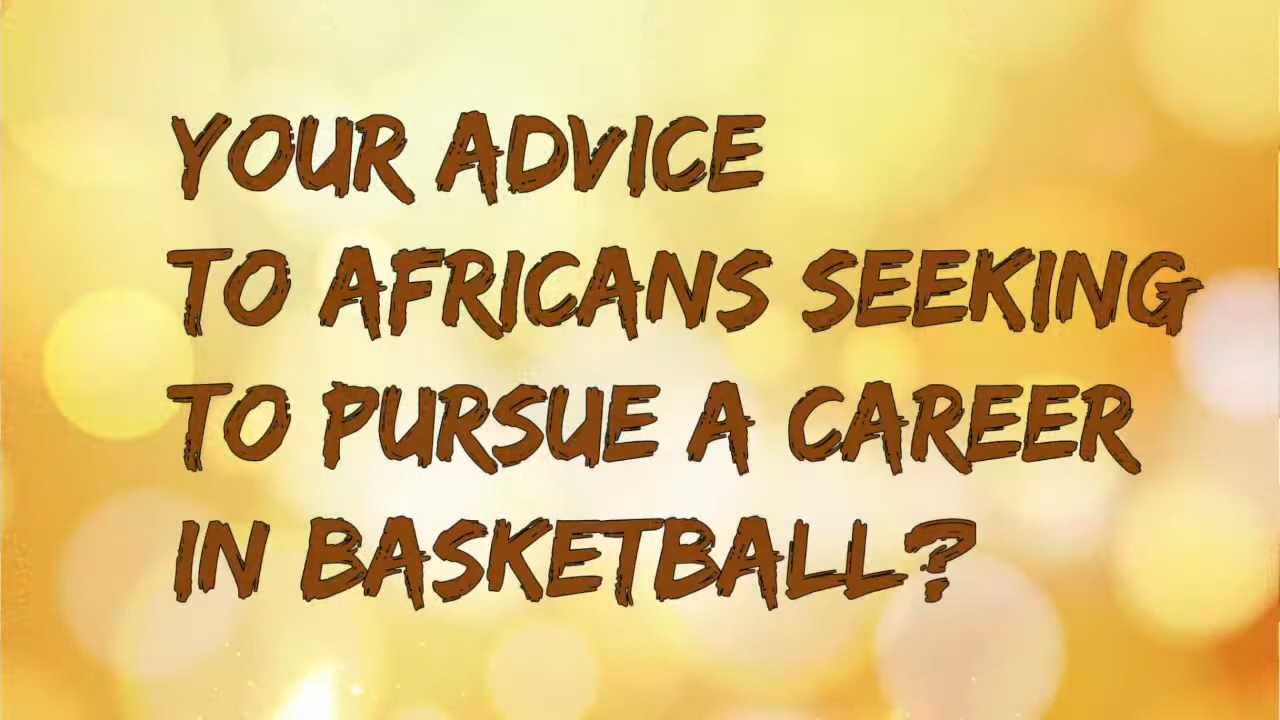 YOUR ADVICE
TO AFRICANS SEEKING
TO PURSUE A CAREER
IN BASKETBALL?